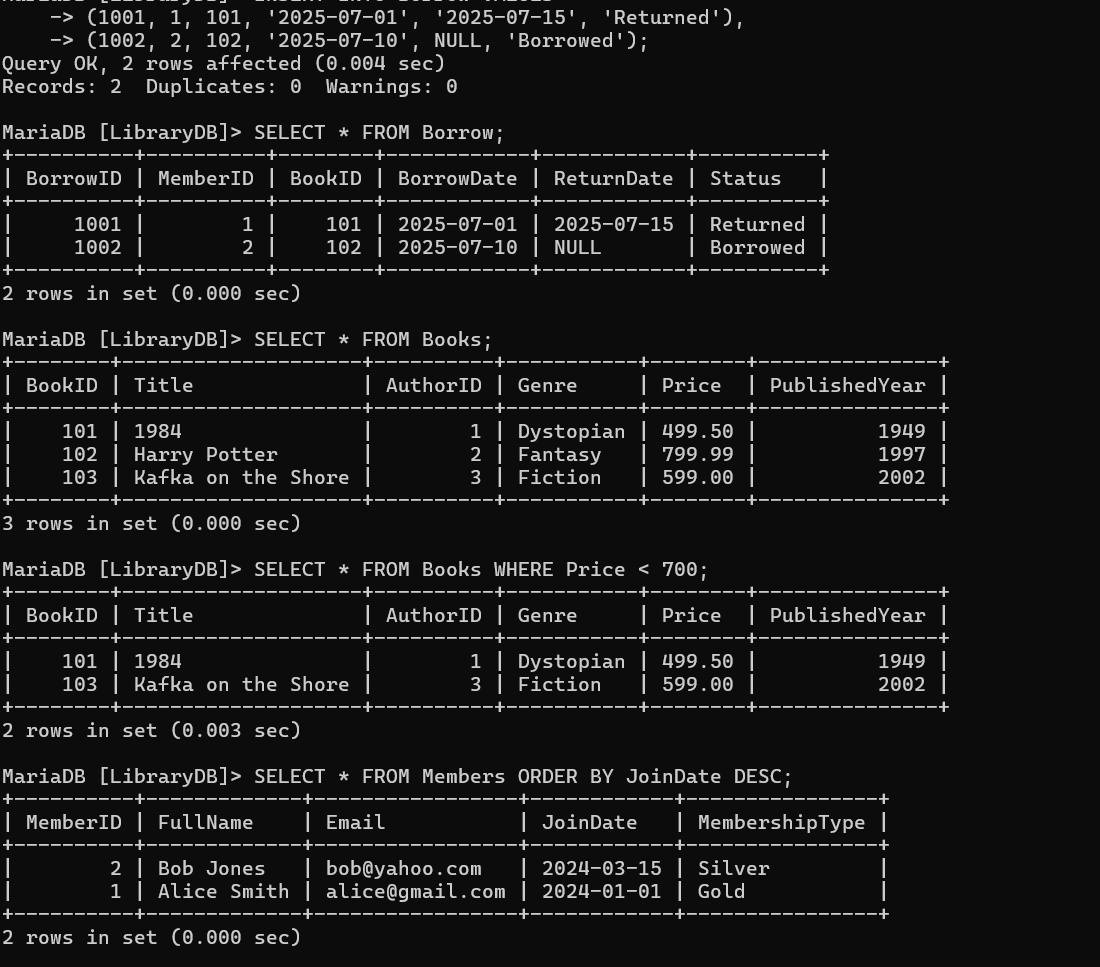 MariaDB [LibraryDB]> INSERT INTO Borrow VALUES
    -> (1001, 1, 101, '2025-07-01', '2025-07-15', 'Returned'),
    -> (1002, 2, 102, '2025-07-10', NULL, 'Borrowed');
Query OK, 2 rows affected (0.004 sec)
Records: 2  Duplicates: 0  Warnings: 0

MariaDB [LibraryDB]> SELECT * FROM Borrow;
+----------+----------+--------+------------+------------+----------+
| BorrowID | MemberID | BookID | BorrowDate | ReturnDate | Status   |
+----------+----------+--------+------------+------------+----------+
|     1001 |        1 |    101 | 2025-07-01 | 2025-07-15 | Returned |
|     1002 |        2 |    102 | 2025-07-10 | NULL       | Borrowed |
+----------+----------+--------+------------+------------+----------+
2 rows in set (0.000 sec)

MariaDB [LibraryDB]> SELECT * FROM Books;
+--------+--------------------+----------+-----------+--------+---------------+
| BookID | Title              | AuthorID | Genre     | Price  | PublishedYear |
+--------+--------------------+----------+-----------+--------+---------------+
|    101 | 1984               |        1 | Dystopian | 499.50 |          1949 |
|    102 | Harry Potter       |        2 | Fantasy   | 799.99 |          1997 |
|    103 | Kafka on the Shore |        3 | Fiction   | 599.00 |          2002 |
+--------+--------------------+----------+-----------+--------+---------------+
3 rows in set (0.000 sec)

MariaDB [LibraryDB]> SELECT * FROM Books WHERE Price < 700;
+--------+--------------------+----------+-----------+--------+---------------+
| BookID | Title              | AuthorID | Genre     | Price  | PublishedYear |
+--------+--------------------+----------+-----------+--------+---------------+
|    101 | 1984               |        1 | Dystopian | 499.50 |          1949 |
|    103 | Kafka on the Shore |        3 | Fiction   | 599.00 |          2002 |
+--------+--------------------+----------+-----------+--------+---------------+
2 rows in set (0.003 sec)

MariaDB [LibraryDB]> SELECT * FROM Members ORDER BY JoinDate DESC;
+----------+-------------+-----------------+------------+----------------+
| MemberID | FullName    | Email           | JoinDate   | MembershipType |
+----------+-------------+-----------------+------------+----------------+
|        2 | Bob Jones   | bob@yahoo.com   | 2024-03-15 | Silver         |
|        1 | Alice Smith | alice@gmail.com | 2024-01-01 | Gold           |
+----------+-------------+-----------------+------------+----------------+
2 rows in set (0.000 sec)